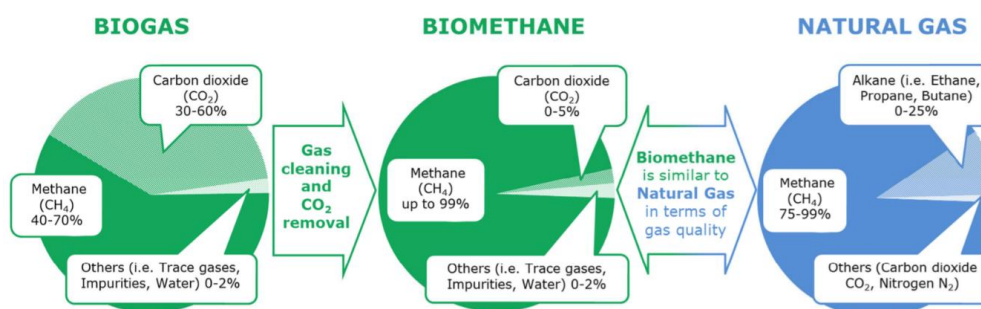 BIOGAS
Carbon dioxide
(CO₂)
30-60%
Methane
(CH₄)
40-70%
Others (i.e. Trace gases,
Impurities, Water) 0-2%
Gas
cleaning
and
CO₂
removal
BIOMETHANE
Carbon dioxide
(CO₂)
0-5%
Methane
(CH₄)
up to 99%
Others (i.e. Trace gases,
Impurities, Water) 0-2%
Biomethane
is similar to
Natural Gas
in terms of
gas quality
NATURAL GAS
Alkane (i.e. Ethane,
Propane, Butane)
0-25%
Methane
(CH₄)
75-99%
Others (Carbon dioxide
CO₂, Nitrogen N₂)